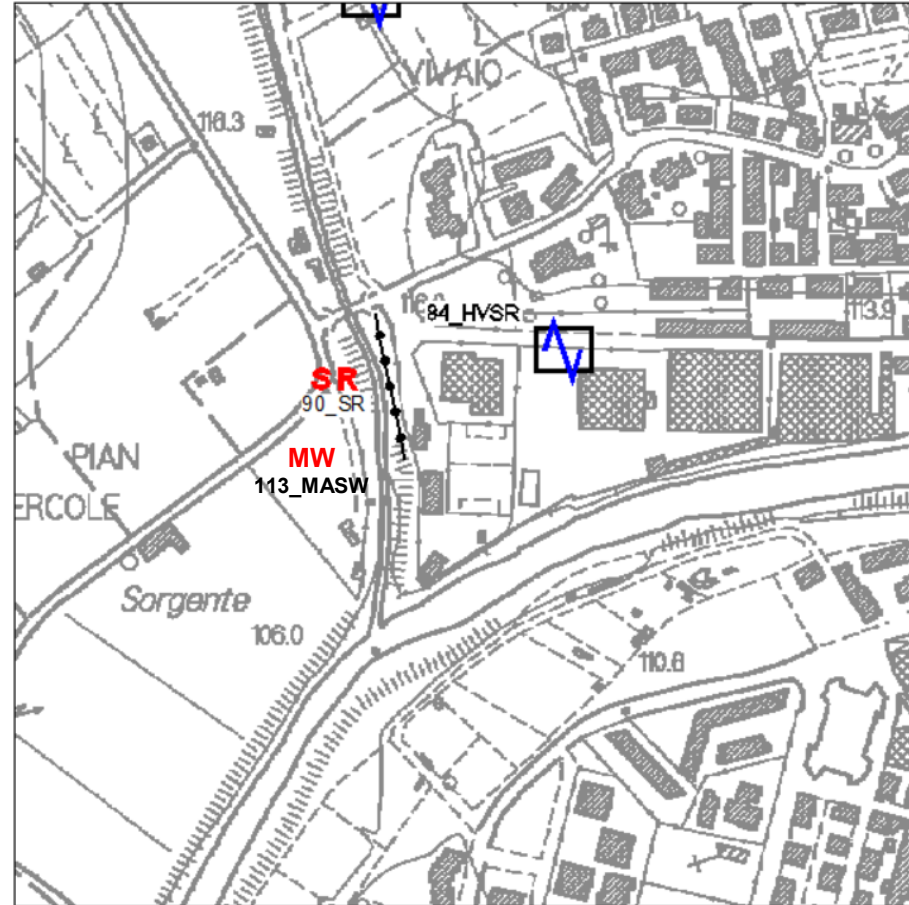 VIVAIO
116.3
84_HVSR
113.9
SR
90_SR
PIAN
MW
113_MASW
ERCOLE
Sorgente
106.0
110.6